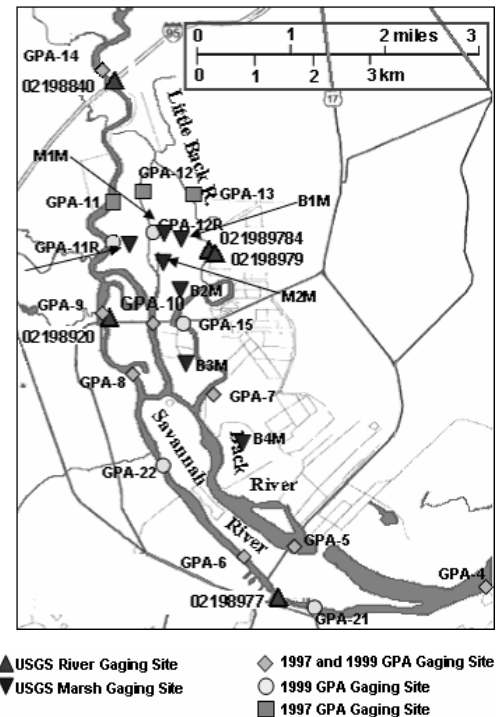 GPA-14
95
0 1 2 miles 3
0 1 2 3 km
02198840
17
Little Back R.
M1M
GPA-12
GPA-13
B1M
GPA-11
GPA-12R
GPA-11R
021989784
02198979
B2M
M2M
GPA-9
GPA-10
GPA-15
02198920
B3M
GPA-8
GPA-7
Savannah
Back
B4M
GPA-22
River
River
GPA-5
GPA-6
GPA-4
02198977
GPA-21
USGS River Gaging Site
1997 and 1999 GPA Gaging Site
USGS Marsh Gaging Site
1999 GPA Gaging Site
1997 GPA Gaging Site